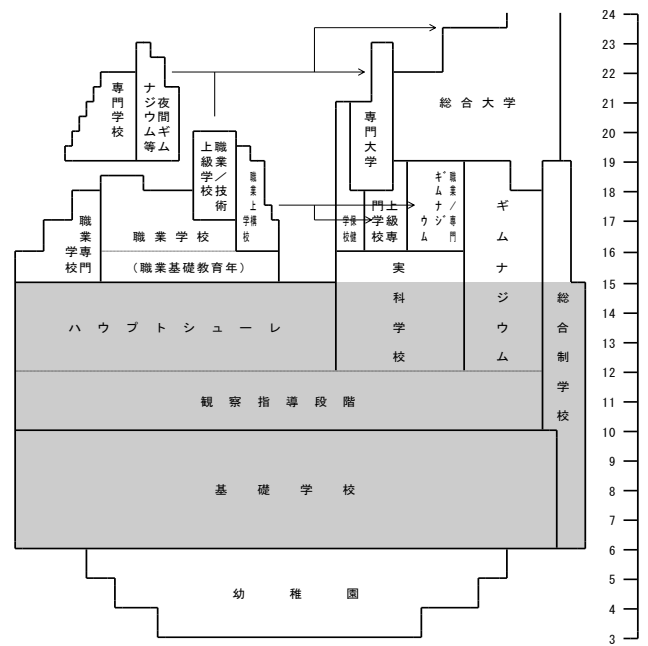 24
23
22
21
20
19
18
17
16
15
14
13
12
11
10
9
8
7
6
5
4
3
専門学校
夜間ギムナジウム等
専門大学
総合大学
職業／技術上級学校
職業上構学校
職業専門学校
職業学校
（職業基礎教育年）
保健学校
上級専門学校
職業／専門ギムナジウム
ギムナジウム
実科学校
総合制学校
ハウプトシューレ
観察指導段階
基礎学校
幼稚園